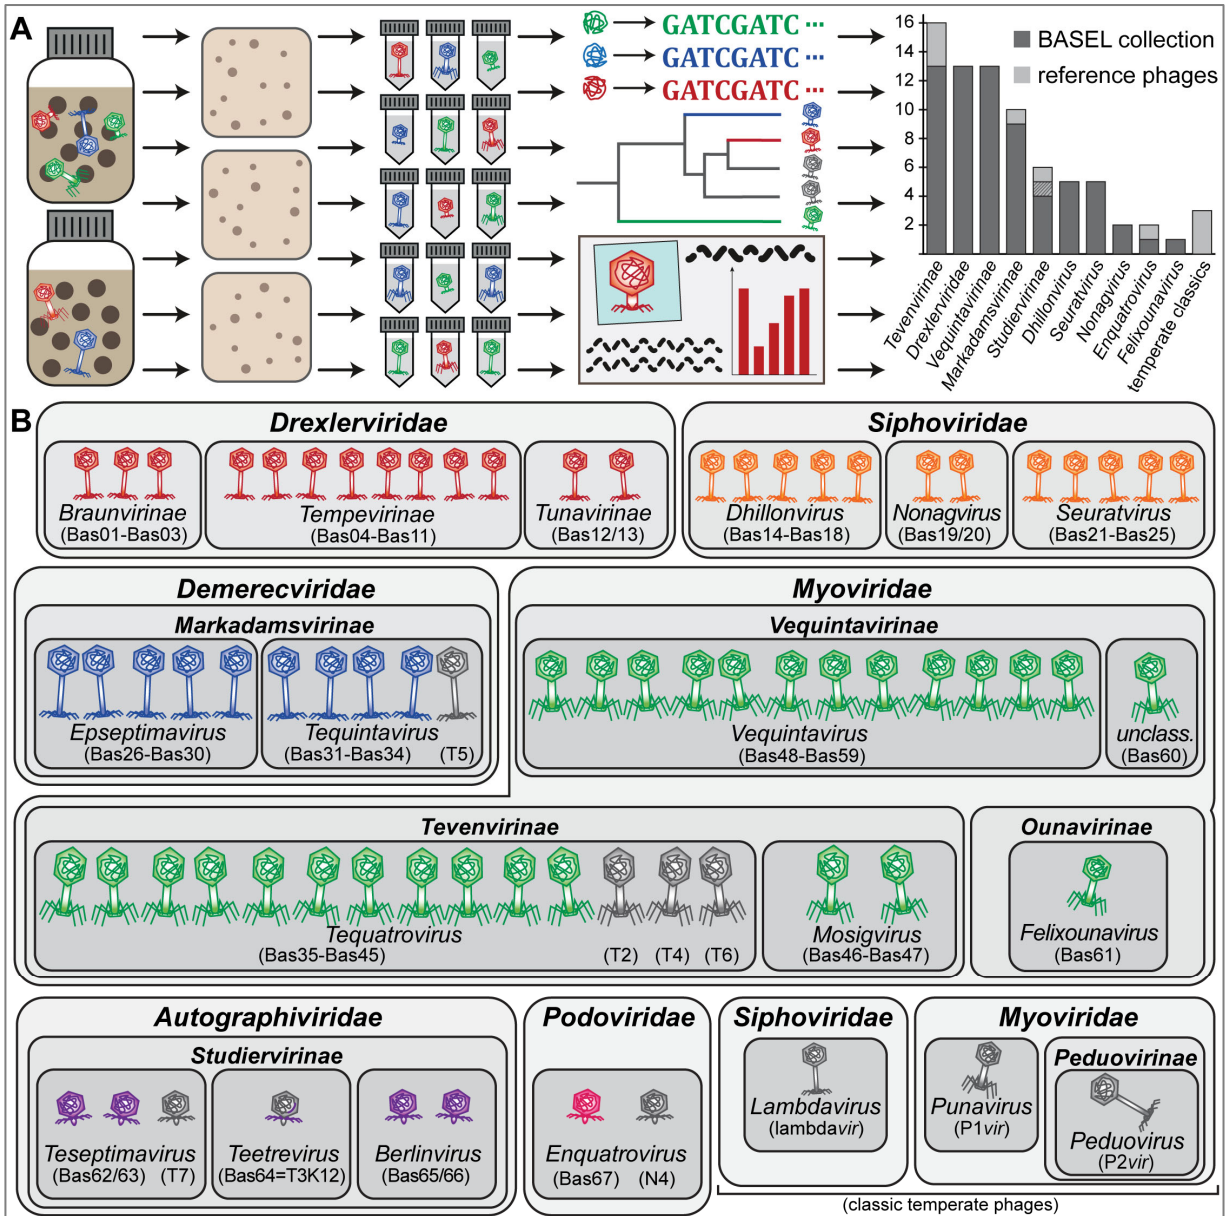 A
GATCGATC ...
GATCGATC ...
GATCGATC ...
16
14
12
10
8
6
4
2
BASEL collection
reference phages
Tevenvirinae
Drexlerviridae
Vequintavirinae
Markadamsvirinae
Studiervirinae
Dhillonvirus
Seuratvirus
Nonagvirus
Enquatrovirus
Felixounavirus
temperate classics
B
Drexlerviridae
Siphoviridae
Braunvirinae
(Bas01-Bas03)
Tempevirinae
(Bas04-Bas11)
Tunavirinae
(Bas12/13)
Dhillonvirus
(Bas14-Bas18)
Nonagvirus
(Bas19/20)
Seuratvirus
(Bas21-Bas25)
Demerecviridae
Markadamsvirinae
Epseptimavirus
(Bas26-Bas30)
Tequintavirus
(Bas31-Bas34) (T5)
Myoviridae
Vequintavirinae
Vequintavirus
(Bas48-Bas59)
unclass.
(Bas60)
Tevenvirinae
Tequatrovirus
(Bas35-Bas45) (T2) (T4) (T6)
Mosigvirus
(Bas46-Bas47)
Ounavirinae
Felixounavirus
(Bas61)
Autographiviridae
Studiervirinae
Teseptimavirus
(Bas62/63) (T7)
Teetrevirus
(Bas64=T3K12)
Berlinvirus
(Bas65/66)
Podoviridae
Enquatrovirus
(Bas67) (N4)
Siphoviridae
Lambdavirus
(lambdavir)
Myoviridae
Punavirus
(P1vir)
Peduovirinae
Peduovirus
(P2vir)
(classic temperate phages)